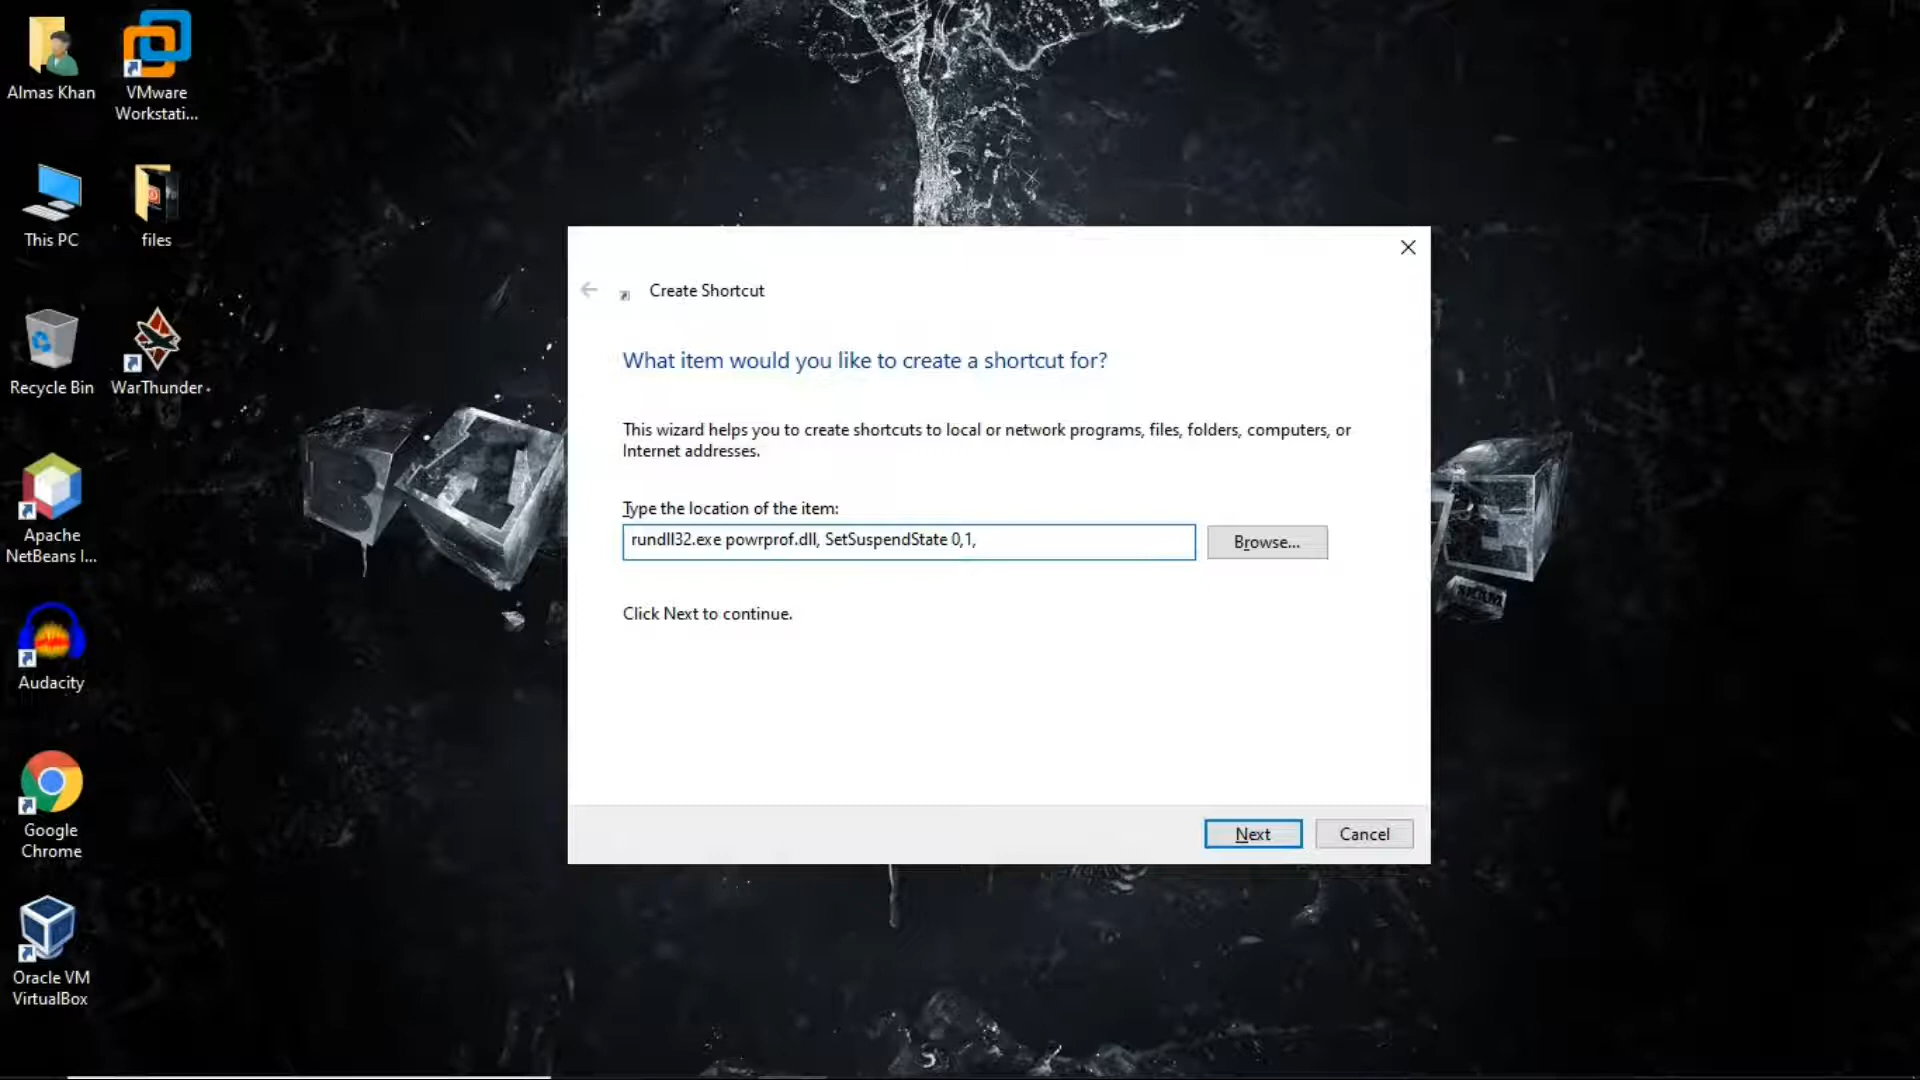 Almas Khan
VMware
Workstati...
This PC
files
Recycle Bin
WarThunder
Apache
NetBeans I...
Audacity
Google
Chrome
Oracle VM
VirtualBox
Create Shortcut
What item would you like to create a shortcut for?
This wizard helps you to create shortcuts to local or network programs, files, folders, computers, or
Internet addresses.
Type the location of the item:
rundll32.exe powrprof.dll, SetSuspendState 0,1,
Browse...
Click Next to continue.
Next
Cancel